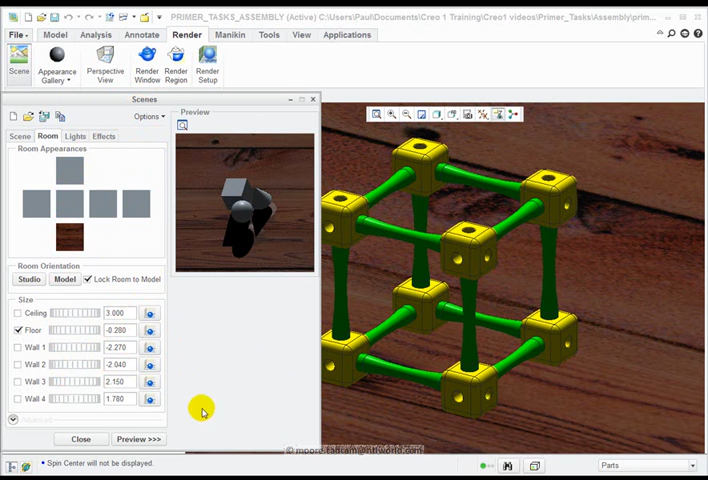 PRIMER_TASKS_ASSEMBLY (Active) C:\Users\Paul\Documents\Creo 1 Training\Creo1 videos\Primer_Tasks\Assembly\prim...
File Model Analysis Annotate Render Manikin Tools View Applications
Scene Appearance Gallery Perspective View Render Window Render Region Render Setup
Scenes
Options
Preview
Scene Room Lights Effects
Room Appearances
Room Orientation
Studio Model Lock Room to Model
Size
Ceiling 3.000
Floor -0.280
Wall 1 -2.270
Wall 2 -2.040
Wall 3 2.150
Wall 4 1.780
Advanced
Close Preview >>>
• Spin Center will not be displayed.
Parts